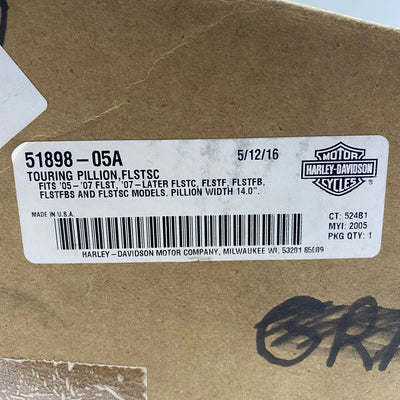 51898-05A
5/12/16
TOURING PILLION,FLSTSC
FITS '05-'07 FLST, '07-LATER FLSTC, FLSTF, FLSTFB,
FLSTFBS AND FLSTSC MODELS. PILLION WIDTH 14.0".
MOTOR
HARLEY-DAVIDSON
CYCLES
MADE IN U.S.A.
CT: 524B1
MYI: 2005
PKG QTY: 1
HARLEY-DAVIDSON MOTOR COMPANY, MILWAUKEE WI. 53201 85609